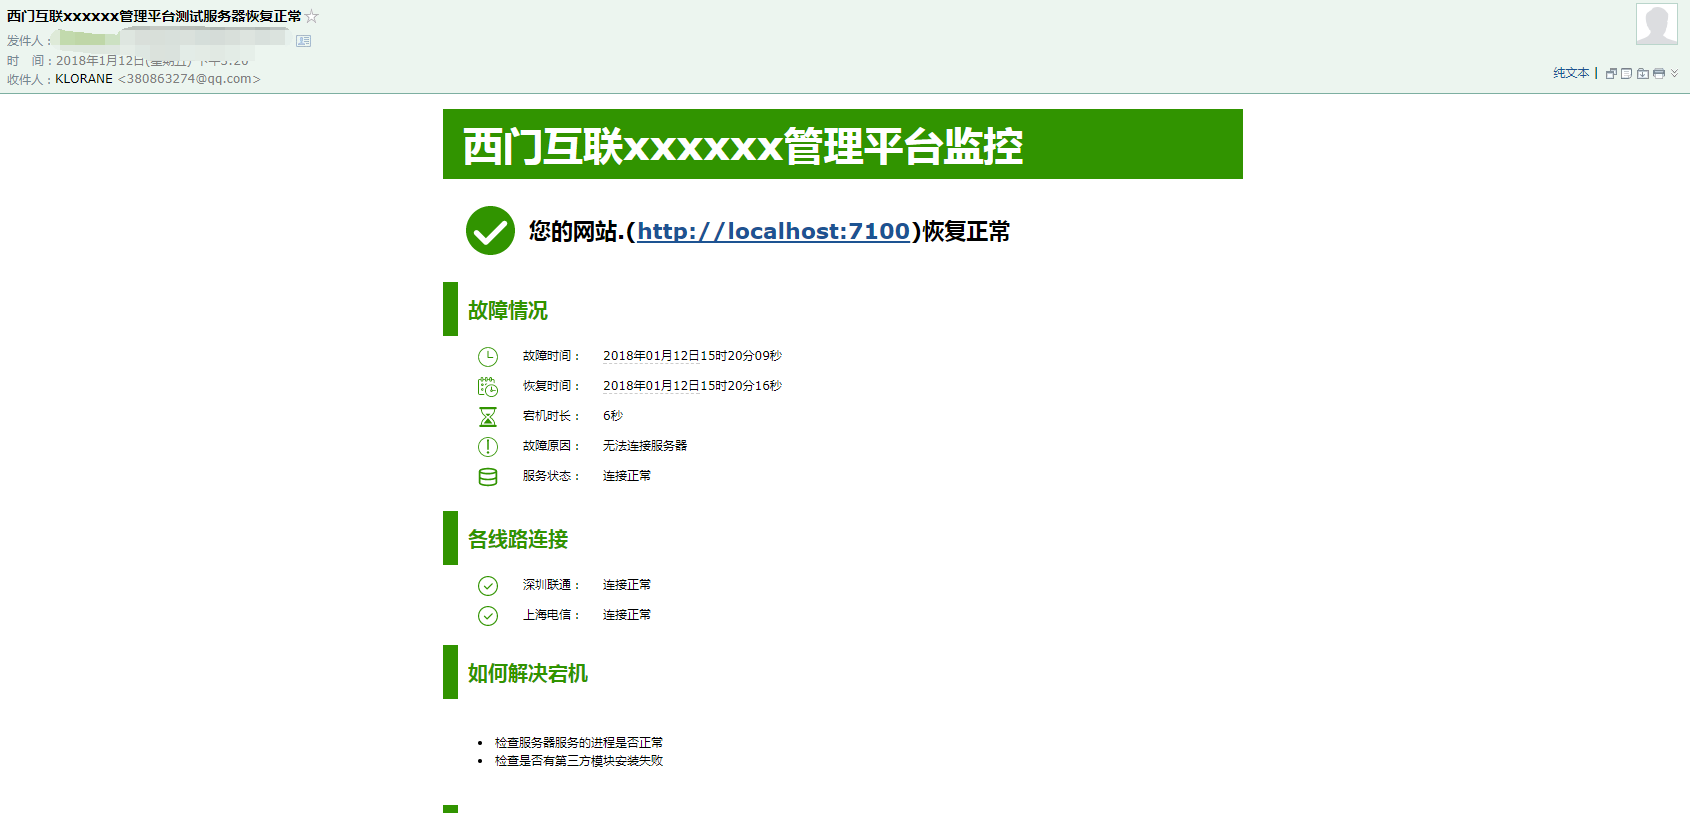 西门互联xxxxxx管理平台测试服务器恢复正常
发件人：
时 间：2018年1月12日(星期五) 下午3:20
收件人：KLORANE <380863274@qq.com>
纯文本 |
西门互联xxxxxx管理平台监控
您的网站.(http://localhost:7100)恢复正常
故障情况
故障时间： 2018年01月12日15时20分09秒
恢复时间： 2018年01月12日15时20分16秒
宕机时长： 6秒
故障原因： 无法连接服务器
服务状态： 连接正常
各线路连接
深圳联通： 连接正常
上海电信： 连接正常
如何解决宕机
• 检查服务器服务的进程是否正常
• 检查是否有第三方模块安装失败